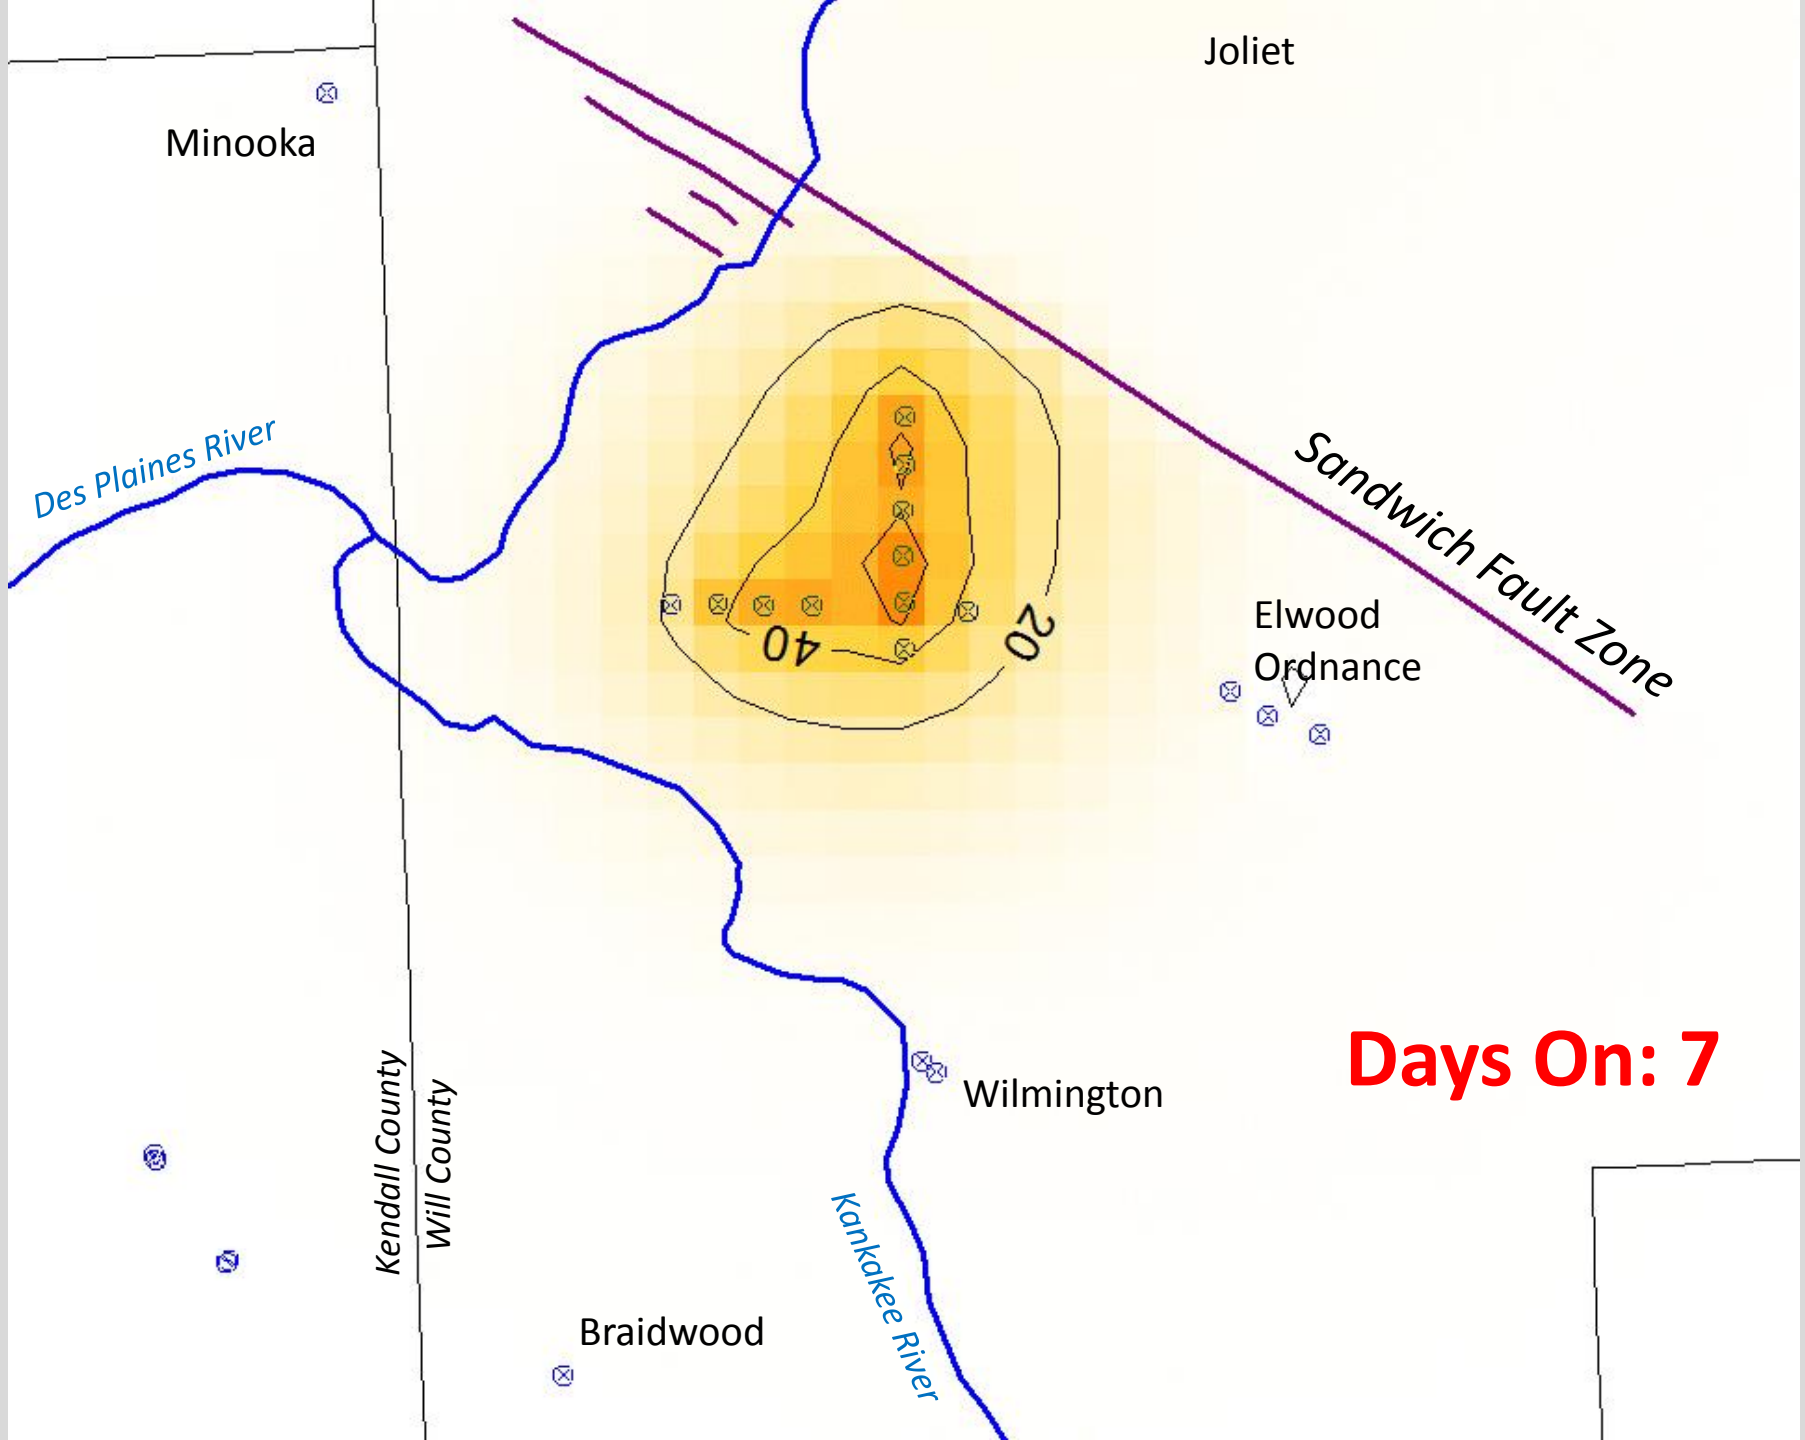 Joliet
Minooka
Des Plaines River
Sandwich Fault Zone
Elwood
Ordnance
40
20
Days On: 7
Wilmington
Kendall County
Will County
Kankakee River
Braidwood